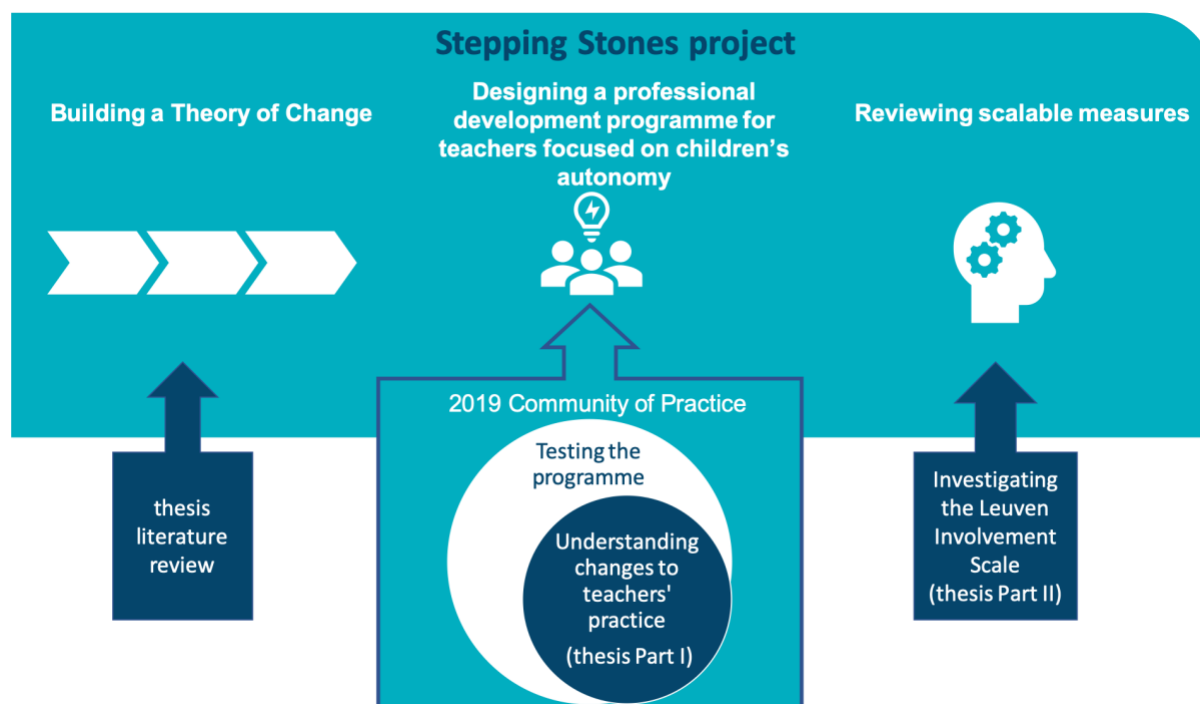 Stepping Stones project
Building a Theory of Change
Designing a professional
development programme for
teachers focused on children's
autonomy
Reviewing scalable measures
thesis
literature
review
2019 Community of Practice
Testing the
programme
Understanding
changes to
teachers'
practice
(thesis Part I)
Investigating
the Leuven
Involvement
Scale
(thesis Part II)